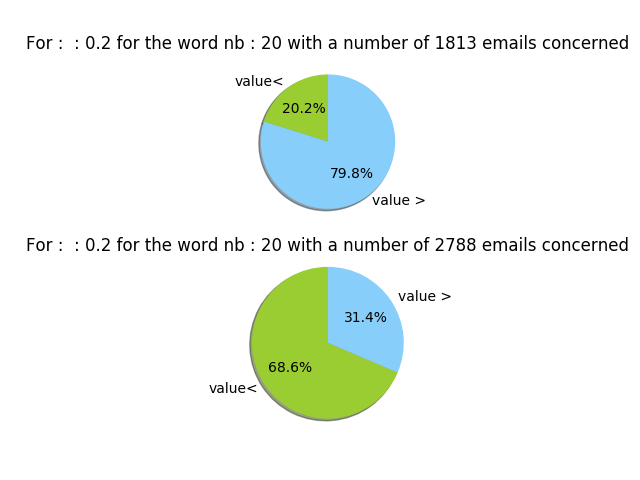 For :  : 0.2 for the word nb : 20 with a number of 1813 emails concerned
value<
20.2%
79.8%
value >
For :  : 0.2 for the word nb : 20 with a number of 2788 emails concerned
value >
31.4%
68.6%
value<